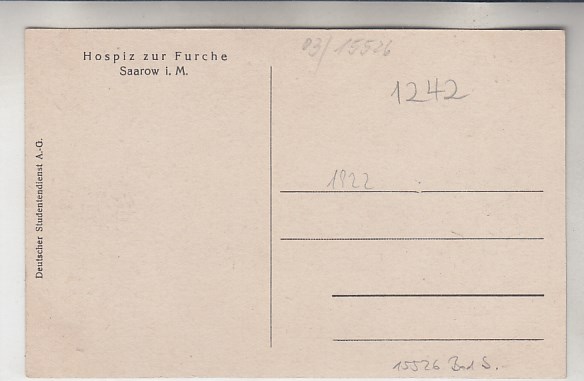 Hospiz zur Furche
Saarow i. M.
Deutscher Studentendienst A.-G.
03/15526
1242
1922
15526 Bad S.-